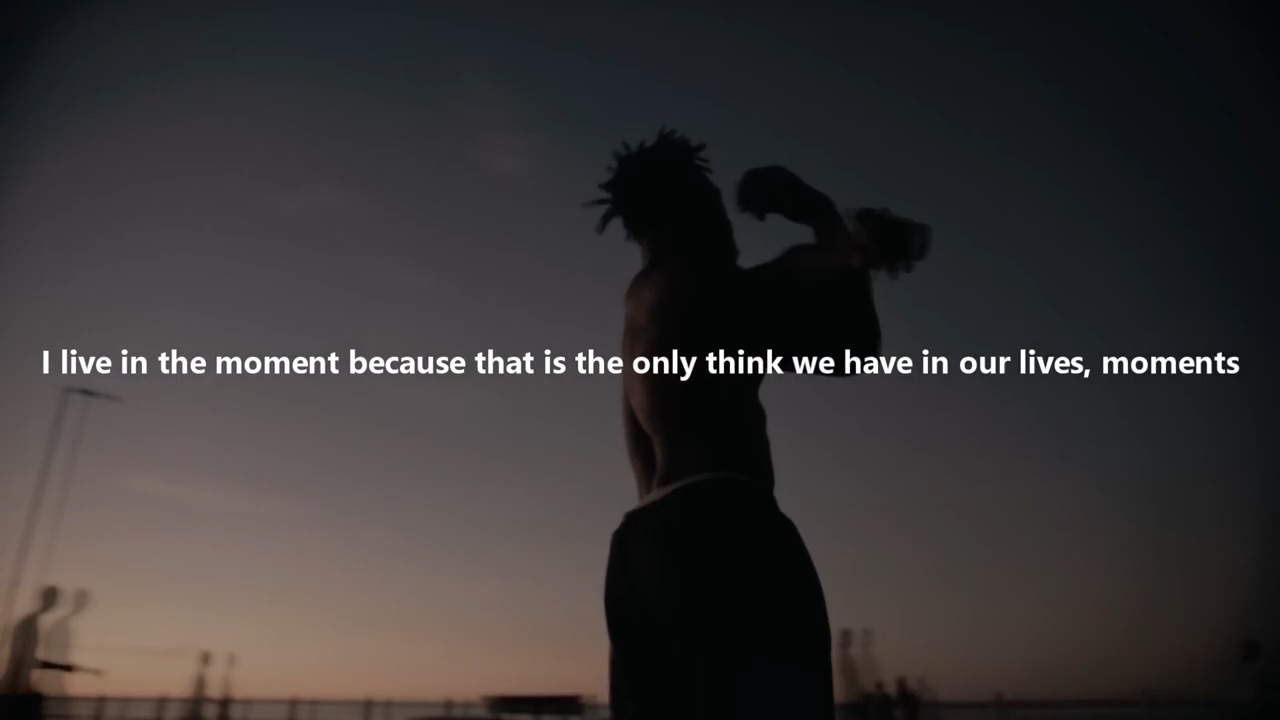 I live in the moment because that is the only think we have in our lives, moments